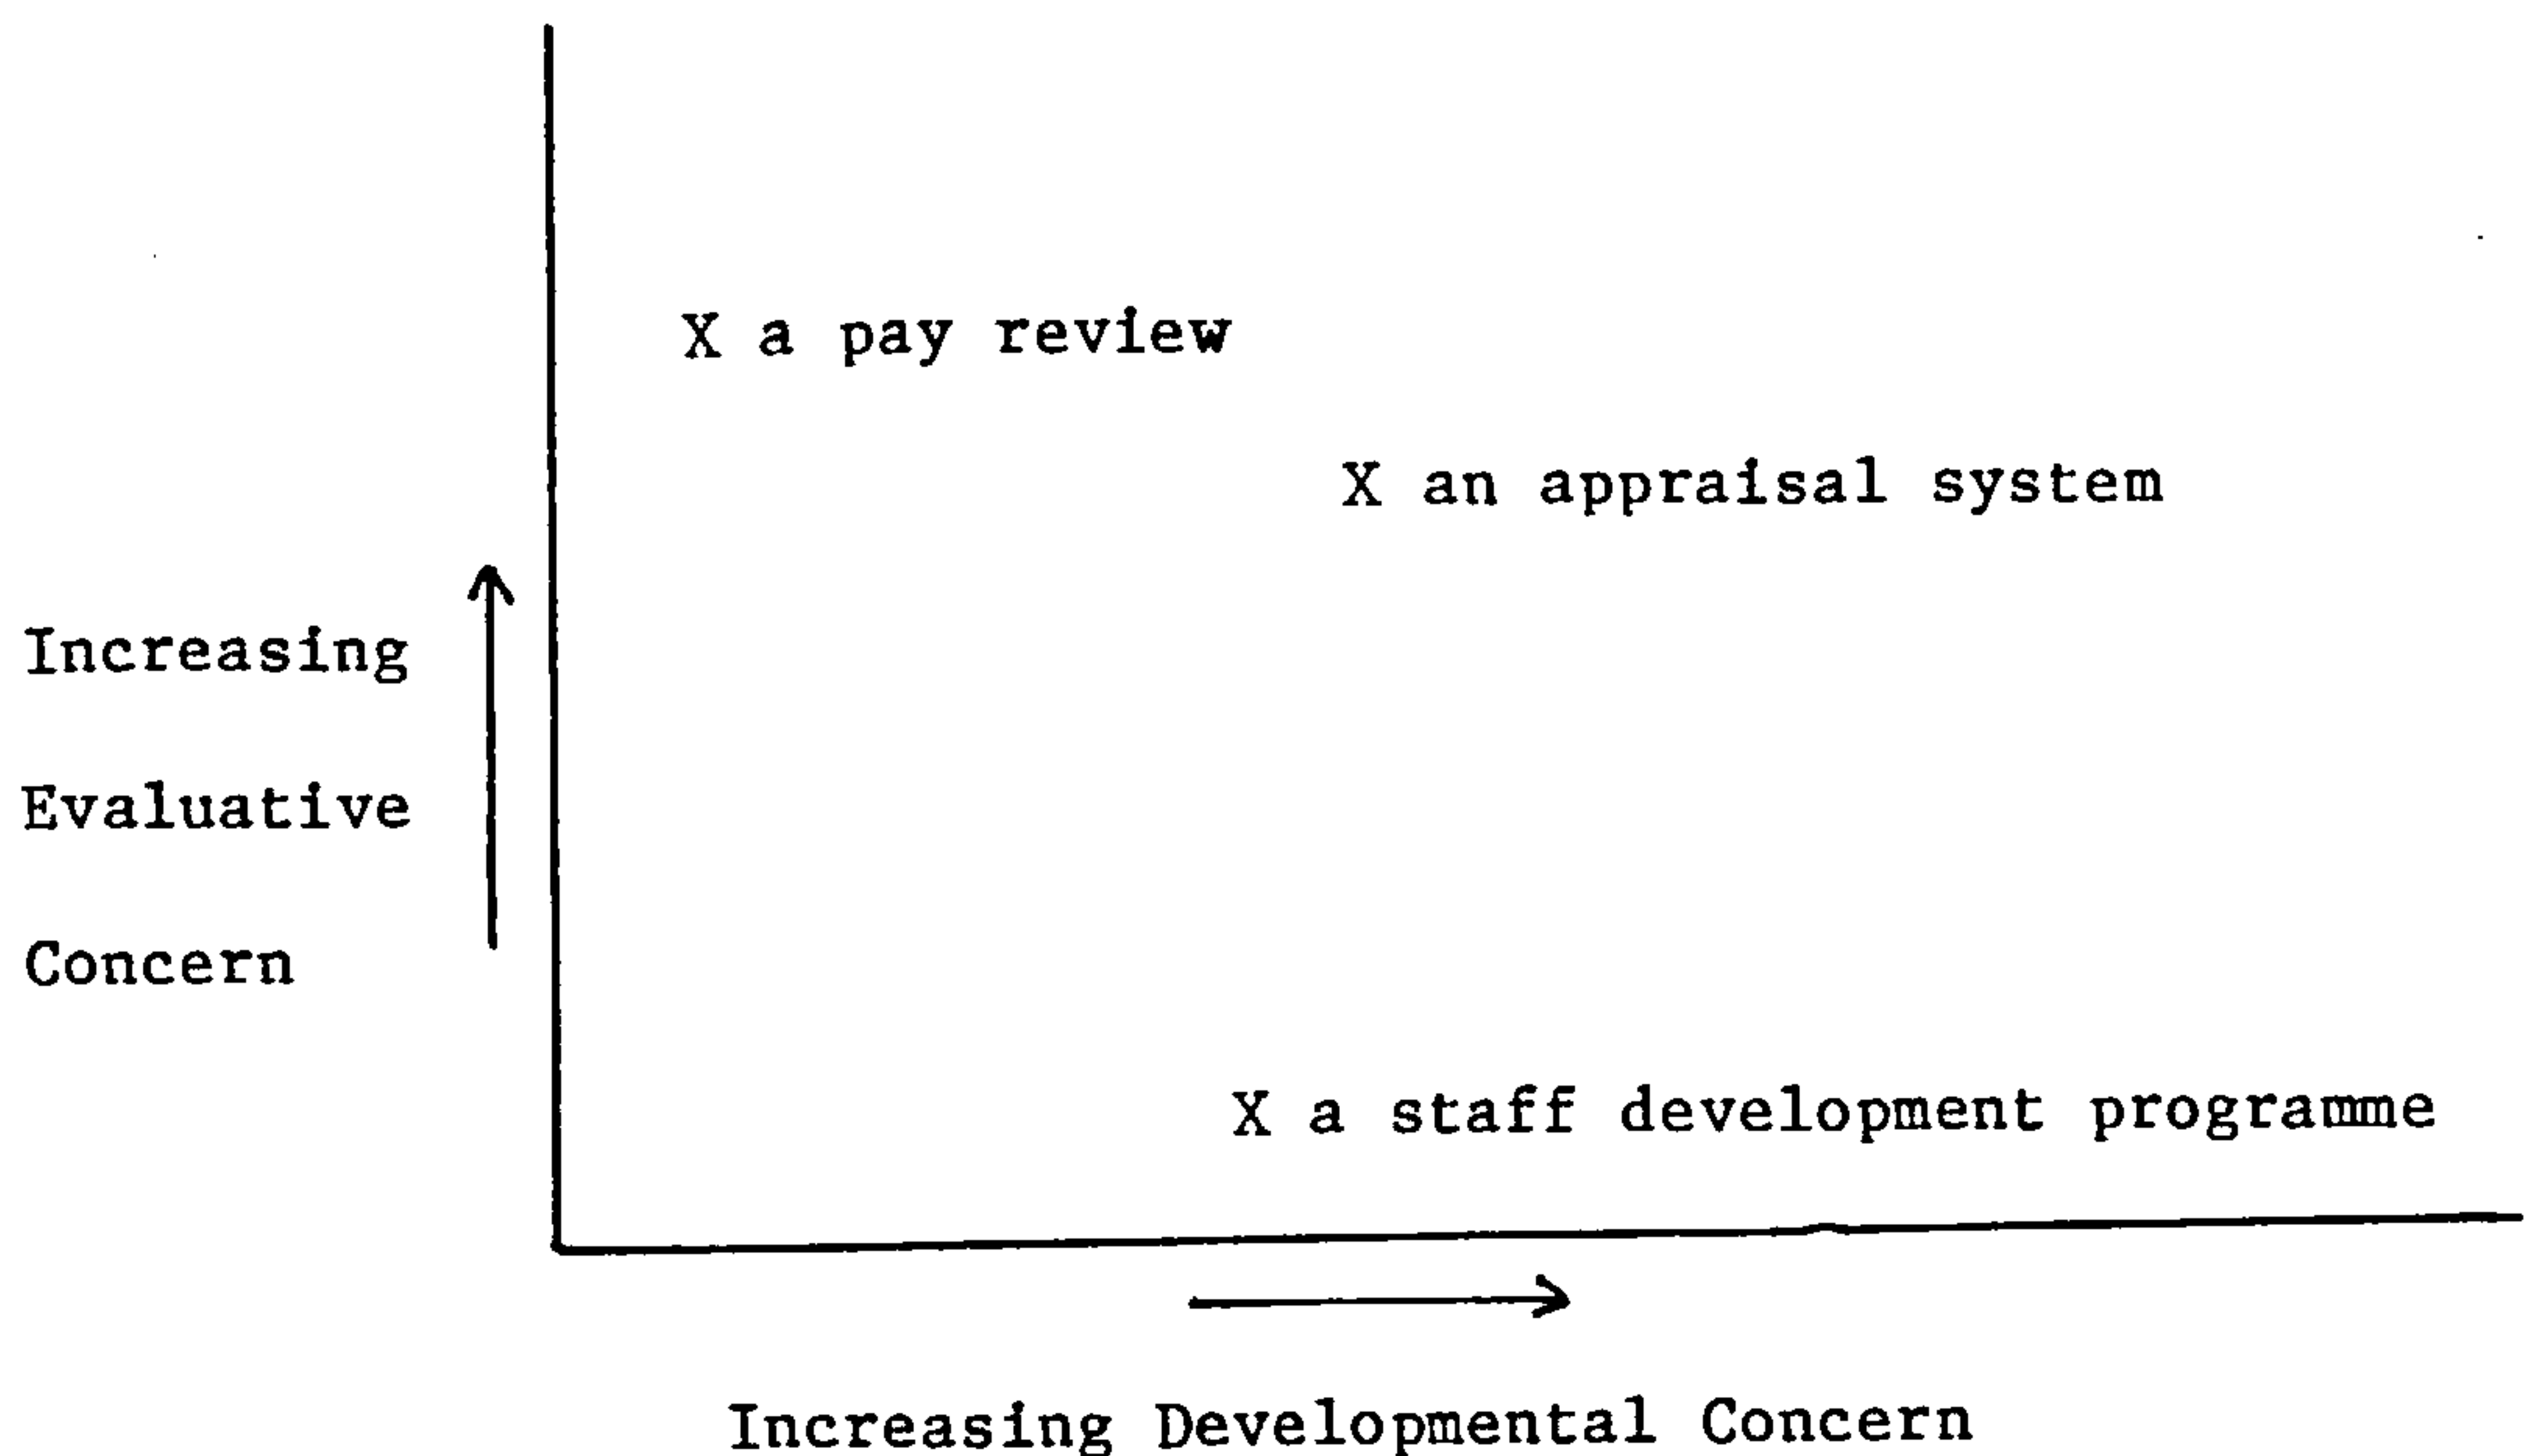 X a pay review
X an appraisal system
Increasing
Evaluative
Concern
X a staff development programme
Increasing Developmental Concern